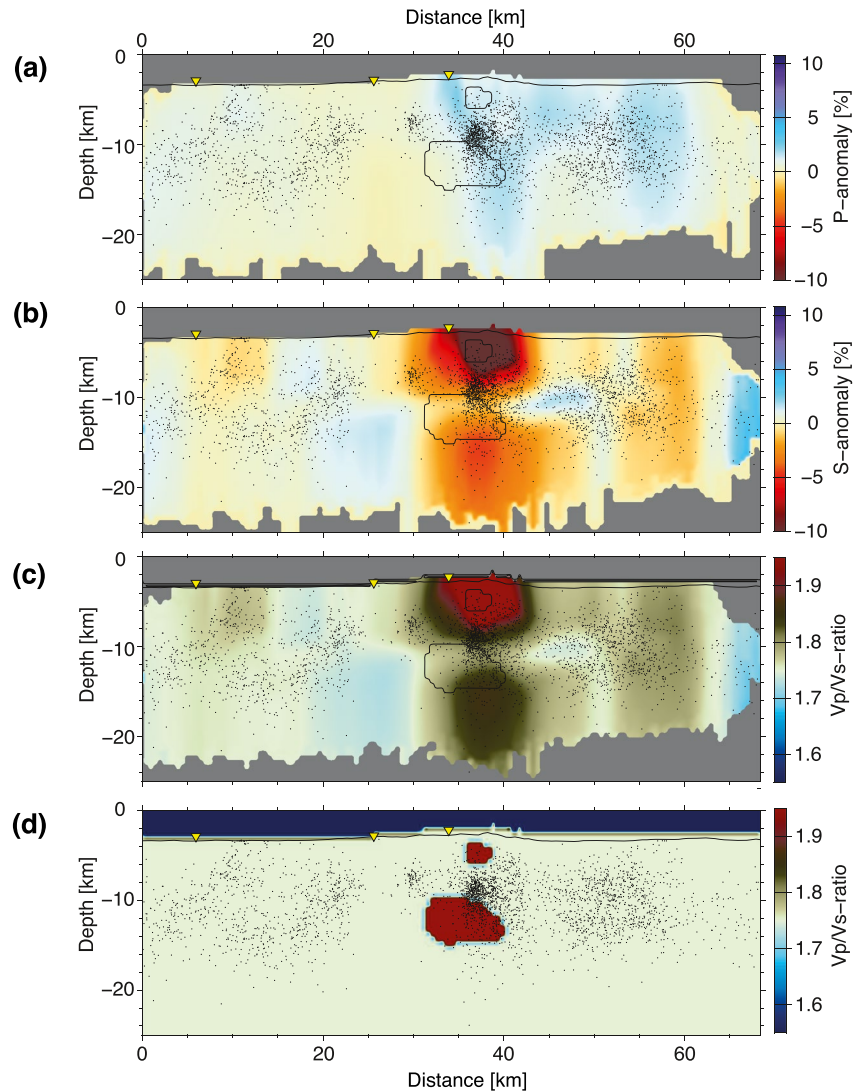 Distance [km]
0 20 40 60
(a)
0
−10
−20
Depth [km]
10
5
0
−5
−10
P−anomaly [%]
(b)
0
−10
−20
Depth [km]
10
5
0
−5
−10
S−anomaly [%]
(c)
0
−10
−20
Depth [km]
1.9
1.8
1.7
1.6
Vp/Vs−ratio
(d)
0
−10
−20
Depth [km]
1.9
1.8
1.7
1.6
Vp/Vs−ratio
0 20 40 60
Distance [km]